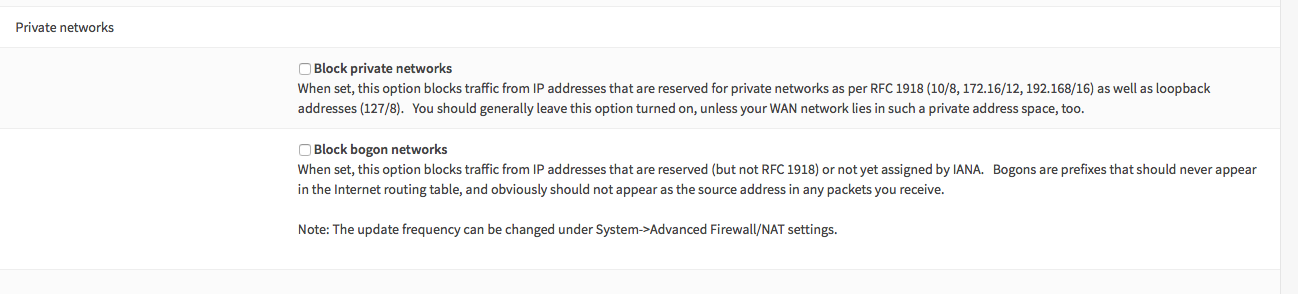 Private networks
Block private networks
When set, this option blocks traffic from IP addresses that are reserved for private networks as per RFC 1918 (10/8, 172.16/12, 192.168/16) as well as loopback
addresses (127/8). You should generally leave this option turned on, unless your WAN network lies in such a private address space, too.
Block bogon networks
When set, this option blocks traffic from IP addresses that are reserved (but not RFC 1918) or not yet assigned by IANA. Bogons are prefixes that should never appear
in the Internet routing table, and obviously should not appear as the source address in any packets you receive.
Note: The update frequency can be changed under System->Advanced Firewall/NAT settings.